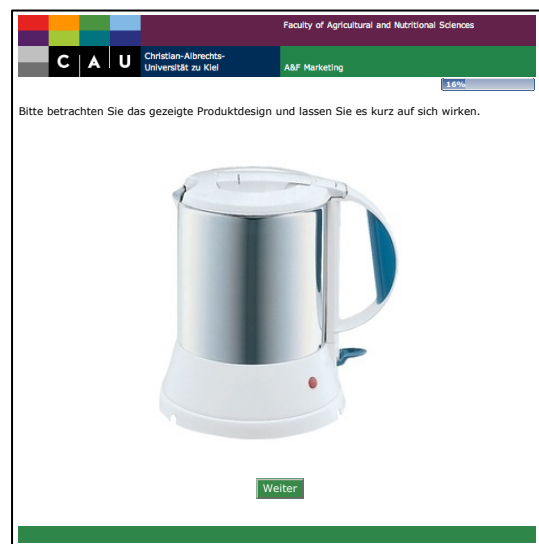 Faculty of Agricultural and Nutritional Sciences
CAU
Christian-Albrechts-
Universität zu Kiel
A&F Marketing
16%
Bitte betrachten Sie das gezeigte Produktdesign und lassen Sie es kurz auf sich wirken.
Weiter